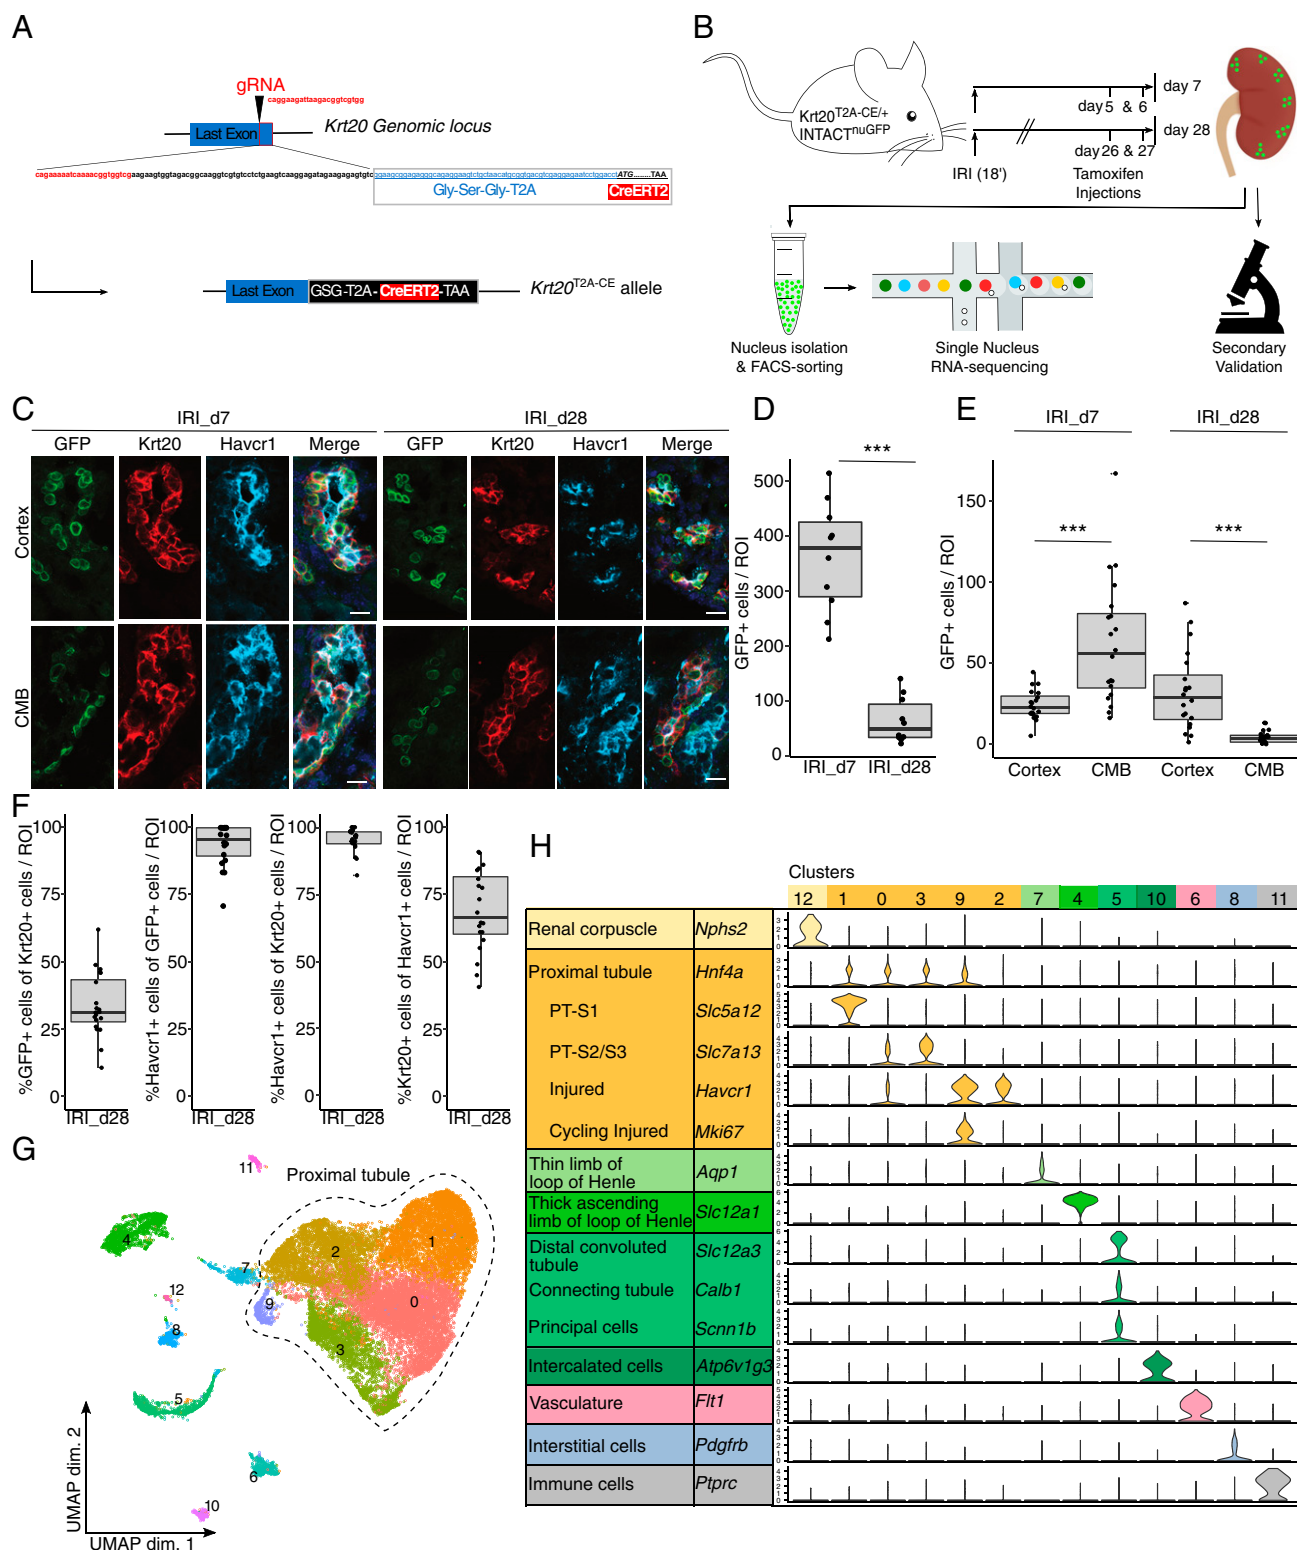 A
gRNA
caggaagattaagacggtcgtgg
Last Exon
Krt20 Genomic locus
cagaaaaatcaaaacggtggtcgaagaagtggtagacggcaaggtcgtgtcctctgaagtcaaggagatagaagagagtgtc
ATG........TAA
Gly-Ser-Gly-T2A
CreERT2
Last Exon
GSG-T2A-CreERT2-TAA
Krt20T2A-CE allele
B
Krt20T2A-CE/+
INTACTnuGFP
day 7
day 5 & 6
day 28
day 26 & 27
IRI (18')
Tamoxifen
Injections
Nucleus isolation
& FACS-sorting
Single Nucleus
RNA-sequencing
Secondary
Validation
C
IRI_d7
IRI_d28
GFP Krt20 Havcr1 Merge
GFP Krt20 Havcr1 Merge
Cortex
CMB
D
***
GFP+ cells / ROI
500
400
300
200
100
0
IRI_d7 IRI_d28
E
IRI_d7
IRI_d28
***
***
GFP+ cells / ROI
150
100
50
0
Cortex CMB Cortex CMB
F
%GFP+ cells of Krt20+ cells / ROI
100
75
50
25
0
IRI_d28
%Havcr1+ cells of GFP+ cells / ROI
100
75
50
25
0
IRI_d28
%Havcr1+ cells of Krt20+ cells / ROI
100
75
50
25
0
IRI_d28
%Krt20+ cells of Havcr1+ cells / ROI
100
75
50
25
0
IRI_d28
G
Proximal tubule
11
4
2
1
7
12
9
0
8
3
5
6
10
UMAP dim. 2
UMAP dim. 1
H
Clusters
12 1 0 3 9 2 7 4 5 10 6 8 11
Renal corpuscle Nphs2
Proximal tubule Hnf4a
PT-S1 Slc5a12
PT-S2/S3 Slc7a13
Injured Havcr1
Cycling Injured Mki67
Thin limb of
loop of Henle Aqp1
Thick ascending
limb of loop of Henle Slc12a1
Distal convoluted
tubule Slc12a3
Connecting tubule Calb1
Principal cells Scnn1b
Intercalated cells Atp6v1g3
Vasculature Flt1
Interstitial cells Pdgfrb
Immune cells Ptprc